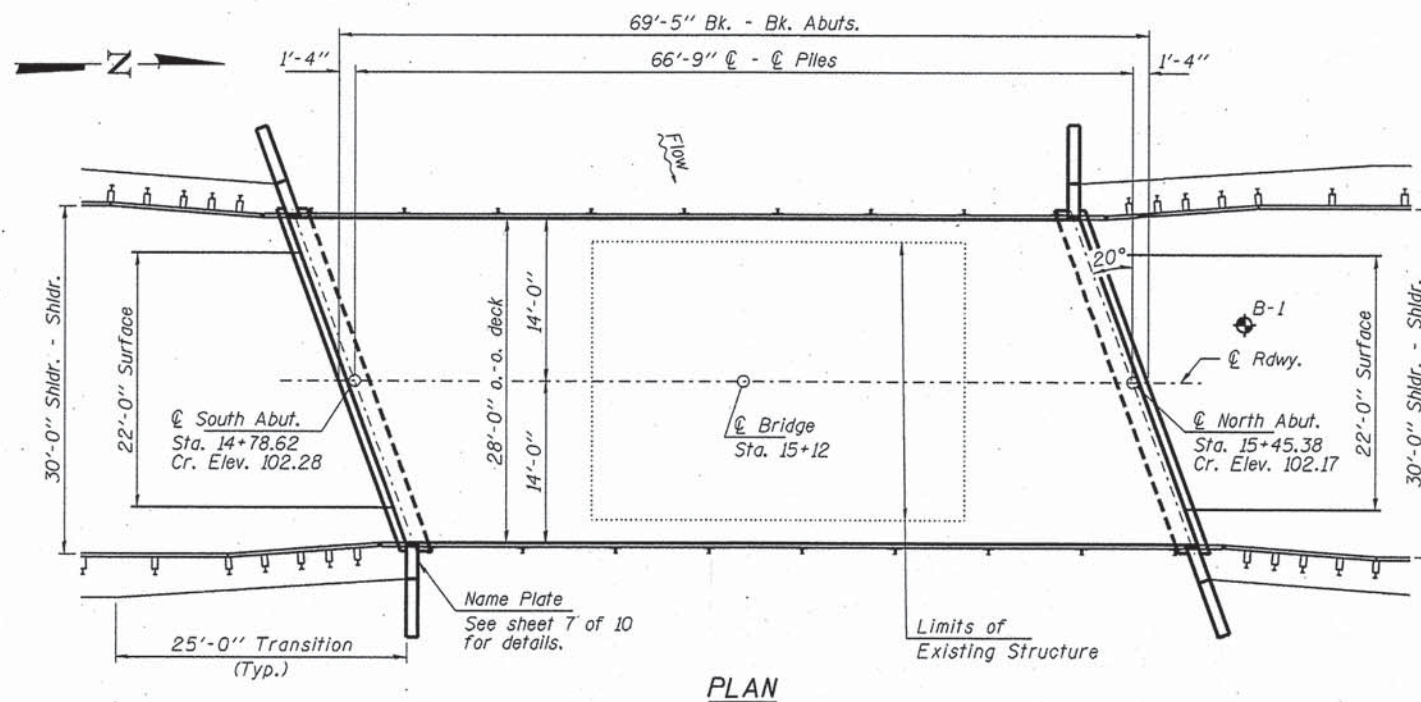 69'-5" Bk. - Bk. Abuts.
N
1'-4"
66'-9" ℄ - ℄ Piles
1'-4"
Flow
20°
B-1
30'-0" Shldr. - Shldr.
22'-0" Surface
28'-0" o.-o. deck
14'-0"
14'-0"
22'-0" Surface
30'-0" Shldr. - Shldr.
℄ Rdwy.
℄ South Abut.
Sta. 14+78.62
Cr. Elev. 102.28
℄ Bridge
Sta. 15+12
℄ North Abut.
Sta. 15+45.38
Cr. Elev. 102.17
Name Plate
See sheet 7 of 10
for details.
Limits of
Existing Structure
25'-0" Transition
(Typ.)
PLAN